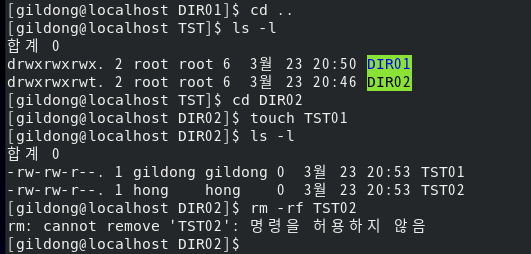 [gildong@localhost DIR01]$ cd ..
[gildong@localhost TST]$ ls -l
합계 0
drwxrwxrwx. 2 root root 6  3월 23 20:50 DIR01
drwxrwxrwt. 2 root root 6  3월 23 20:46 DIR02
[gildong@localhost TST]$ cd DIR02
[gildong@localhost DIR02]$ touch TST01
[gildong@localhost DIR02]$ ls -l
합계 0
-rw-rw-r--. 1 gildong gildong 0  3월 23 20:53 TST01
-rw-rw-r--. 1 hong    hong    0  3월 23 20:53 TST02
[gildong@localhost DIR02]$ rm -rf TST02
rm: cannot remove 'TST02': 명령을 허용하지 않음
[gildong@localhost DIR02]$